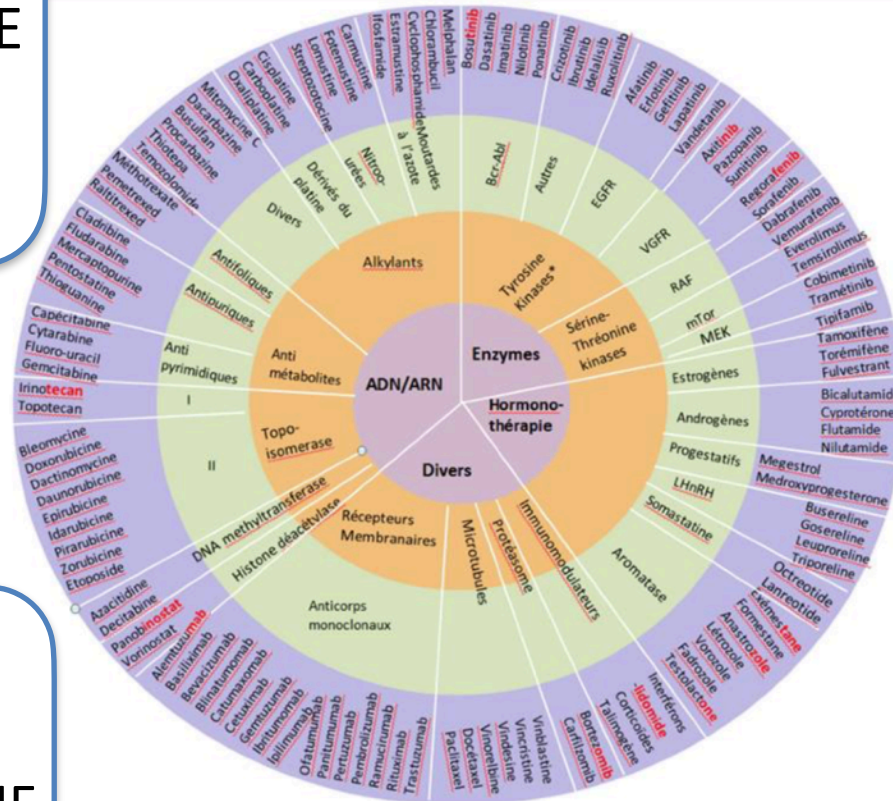 E
ADN/ARN
Enzymes
Hormono-
thérapie
Divers
Alkylants
Tyrosine
Kinases*
Sérine-
Thréonine
kinases
Anti
métabolites
Topo-
isomerase
DNA methyltransferase
Histone déacétylase
Récepteurs
Membranaires
Microtubules
Protéasome
Immunomodulateurs
Bcr-Abl
Autres
EGFR
VGFR
RAF
mTor
MEK
Estrogènes
Androgènes
Progestatifs
LHnRH
Somastatine
Aromatase
Anticorps
monoclonaux
II
I
Anti
pyrimidiques
Antipuriques
Antifoliques
Divers
Dérivés du
platine
Nitroo-
urées
Moutardes
à l'azote
Bosutinib
Dasatinib
Imatinib
Nilotinib
Ponatinib
Crizotinib
Ibrutinib
Idelalisib
Ruxolitinib
Afatinib
Erlotinib
Gefitinib
Lapatinib
Vandetanib
Axitinib
Pazopanib
Sunitinib
Regorafenib
Sorafenib
Dabrafenib
Vemurafenib
Everolimus
Temsirolimus
Cobimetinib
Tramétinib
Tipifamib
Tamoxifène
Torémifène
Fulvestrant
Bicalutamid
Cyprotérone
Flutamide
Nilutamide
Megestrol
Medroxyprogesterone
Busereline
Gosereline
Leuproreline
Triporeline
Octreotide
Lanreotide
Exémestane
Formestane
Anastrozole
Létrozole
Vorozole
Fadrozole
Testolactone
Interférons
-lidomide
Corticoides
Talinogène
Bortezomib
Carfilzomib
Vinblastine
Vincristine
Vindesine
Vinorelbine
Docétaxel
Paclitaxel
Trastuzumab
Rituximab
Ramucirumab
Pembrolizumab
Pertuzumab
Panitumumab
Ofatumumab
Ipilimumab
Ibritumomab
Gemtuzumab
Cetuximab
Catumaxomab
Blinatumomab
Bevacizumab
Basiliximab
Alemtuzumab
Vorinostat
Panobinostat
Decitabine
Azacitidine
Etoposide
Zorubicine
Pirarubicine
Idarubicine
Epirubicine
Daunorubicine
Dactinomycine
Doxorubicine
Bleomycine
Topotecan
Irinotecan
Gemcitabine
Fluoro-uracil
Cytarabine
Capécitabine
Thioguanine
Pentostatine
Mercaptopurine
Fludarabine
Cladribine
Raltitrexed
Pemetrexed
Méthotrexate
Temozolomide
Thiotepa
Procarbazine
Busulfan
Dacarbazine
Mitomycine C
Oxaliplatine
Carboplatine
Cisplatine
Streptozotocine
Lomustine
Fotemustine
Carmustine
Ifosfamide
Estramustine
Cyclophosphamide
Chlorambucil
Melphalan